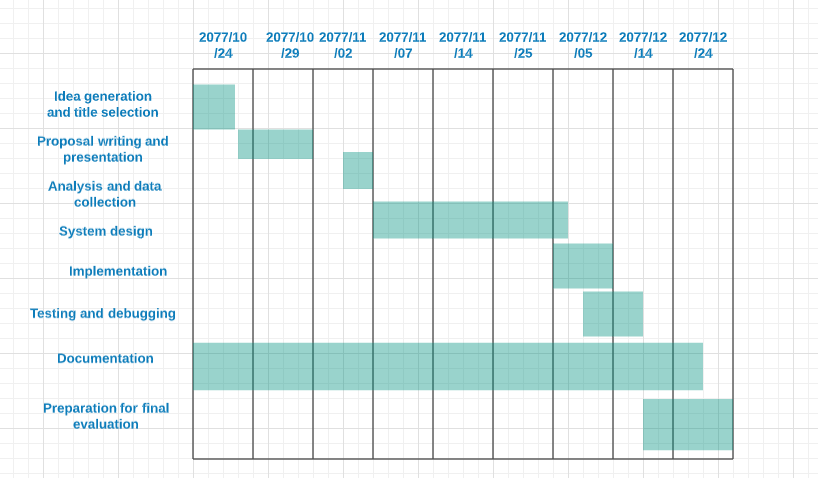 2077/10 2077/10 2077/11 2077/11 2077/11 2077/11 2077/12 2077/12 2077/12
/24 /29 /02 /07 /14 /25 /05 /14 /24
Idea generation
and title selection
Proposal writing and
presentation
Analysis and data
collection
System design
Implementation
Testing and debugging
Documentation
Preparation for final
evaluation